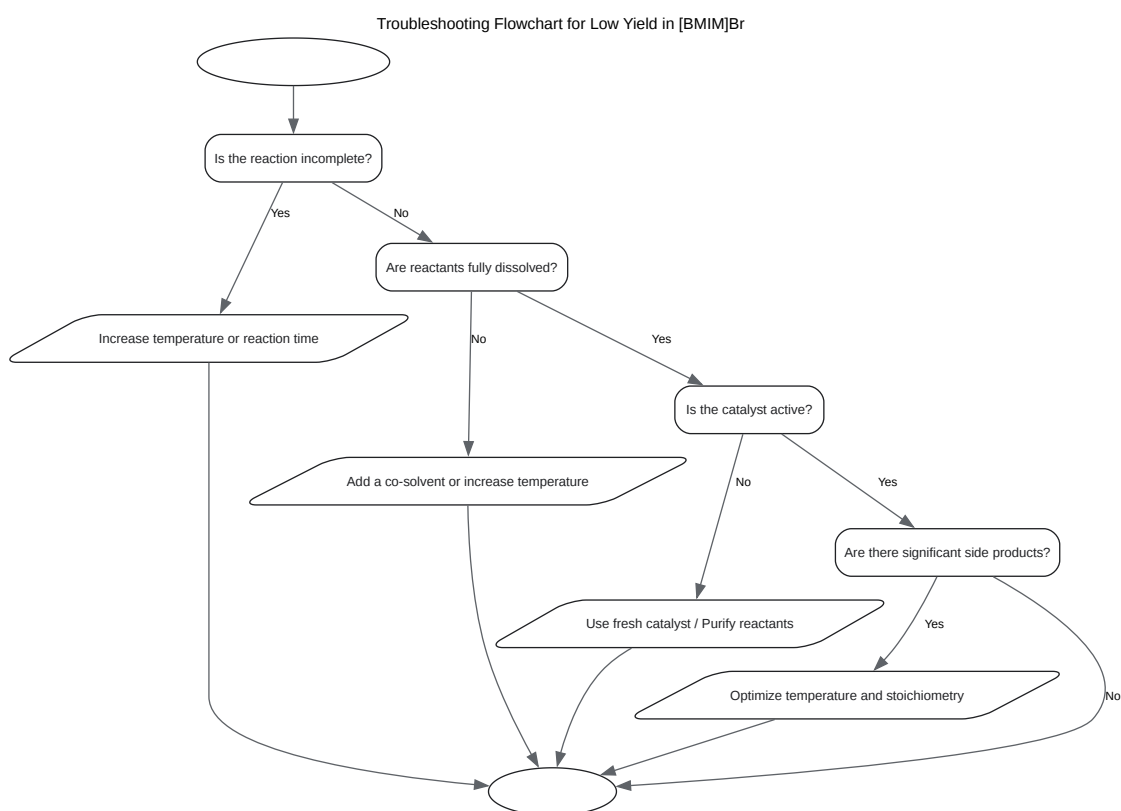 Troubleshooting Flowchart for Low Yield in [BMIM]Br
Is the reaction incomplete?
Yes
No
Are reactants fully dissolved?
Increase temperature or reaction time
No
Yes
Is the catalyst active?
Add a co-solvent or increase temperature
No
Yes
Are there significant side products?
Use fresh catalyst / Purify reactants
Yes
Optimize temperature and stoichiometry
No